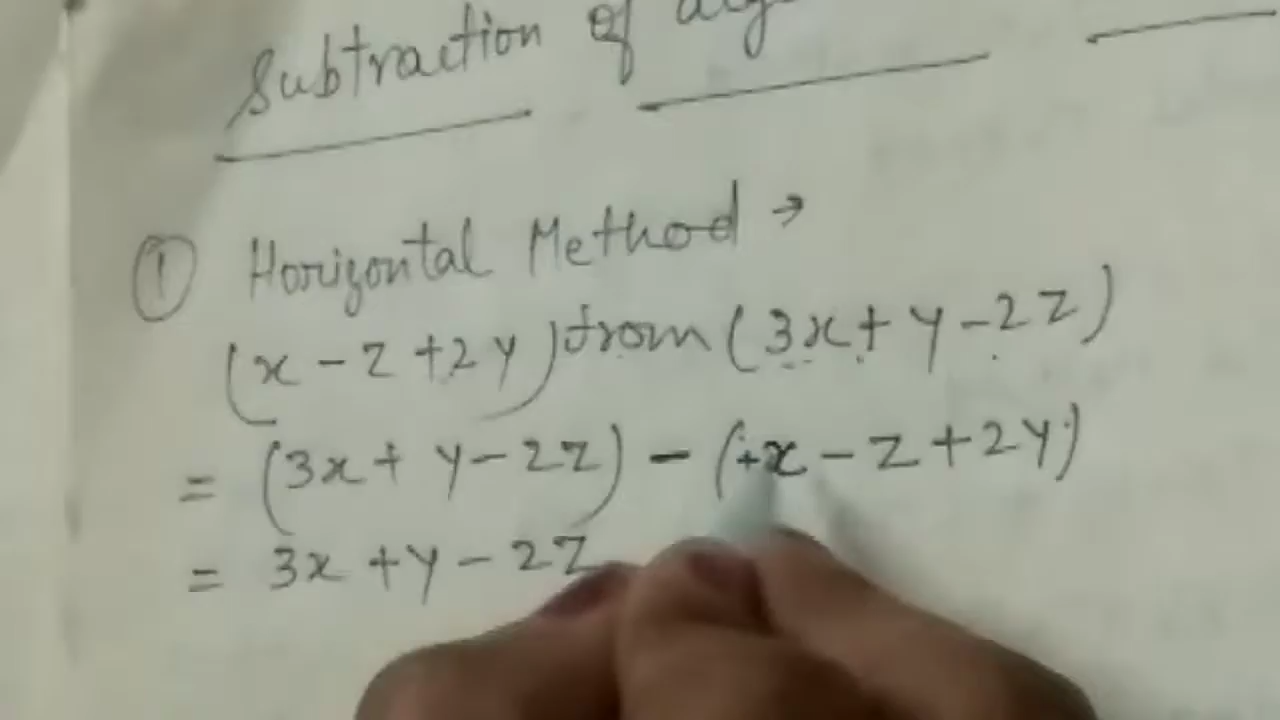 Subtraction of
① Horizontal Method →
(x - z + 2y) from (3x + y - 2z)
= (3x + y - 2z) - (+x - z + 2y)
= 3x + y - 2z